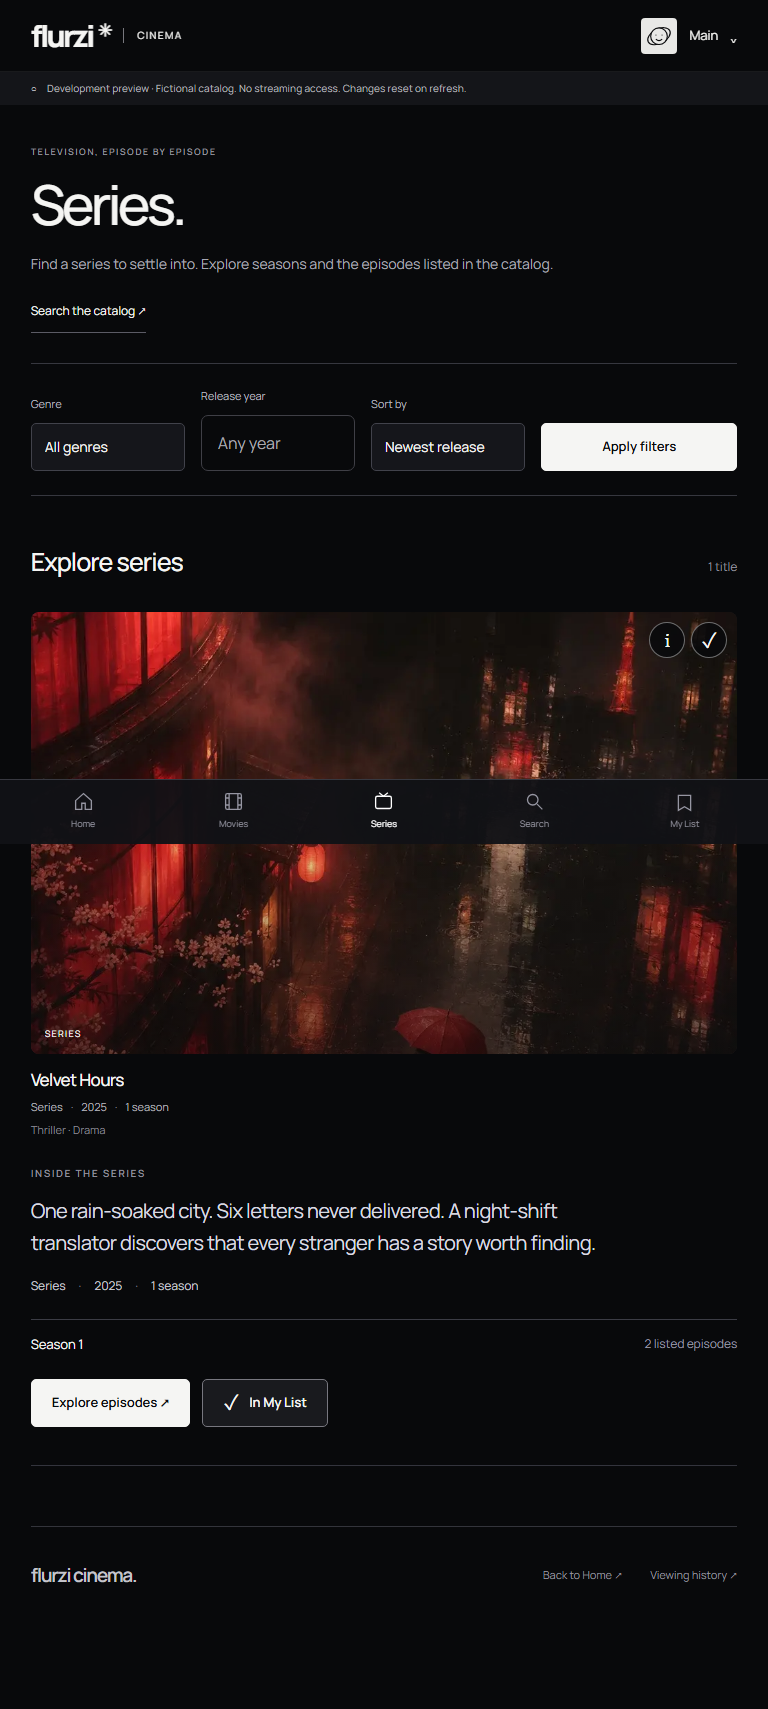 flurzi* CINEMA
Main
Development preview · Fictional catalog. No streaming access. Changes reset on refresh.
TELEVISION, EPISODE BY EPISODE
Series.
Find a series to settle into. Explore seasons and the episodes listed in the catalog.
Search the catalog ↗
Genre
Release year
Sort by
All genres
Any year
Newest release
Apply filters
Explore series
1 title
i ✓
Home
Movies
Series
Search
My List
SERIES
Velvet Hours
Series · 2025 · 1 season
Thriller · Drama
INSIDE THE SERIES
One rain-soaked city. Six letters never delivered. A night-shift
translator discovers that every stranger has a story worth finding.
Series · 2025 · 1 season
Season 1
2 listed episodes
Explore episodes ↗
✓ In My List
flurzi cinema.
Back to Home ↗
Viewing history ↗